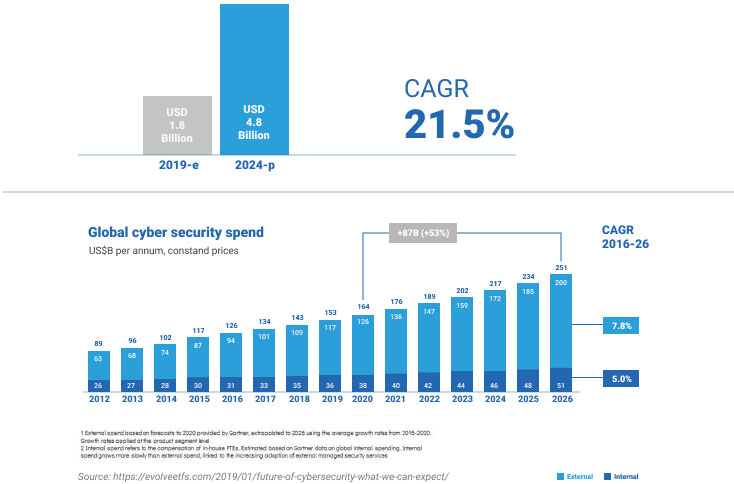 USD
1.8
Billion
USD
4.8
Billion
2019-e
2024-p
CAGR
21.5%
Global cyber security spend
US$B per annum, constand prices
+87B (+53%)
CAGR
2016-26
89 96 102 117 126 134 143 153 164 176 189 202 217 234 251
63 68 74 87 94 101 109 117 126 136 147 159 172 185 200
7.8%
26 27 28 30 31 33 35 36 38 40 42 44 46 48 51
5.0%
2012 2013 2014 2015 2016 2017 2018 2019 2020 2021 2022 2023 2024 2025 2026
1 External spend based on forecasts to 2020 provided by Gartner, extrapolated to 2026 using the average growth rates from 2016-2020.
Growth rates applied at the product segment level
2 Internal spend refers to the compensation of in-house FTEs. Estimated based on Gartner data on global internal spending. Internal
spend grows more slowly than external spend, linked to the increasing adoption of external managed security services
Source: https://evolveetfs.com/2019/01/future-of-cybersecurity-what-we-can-expect/
External Internal